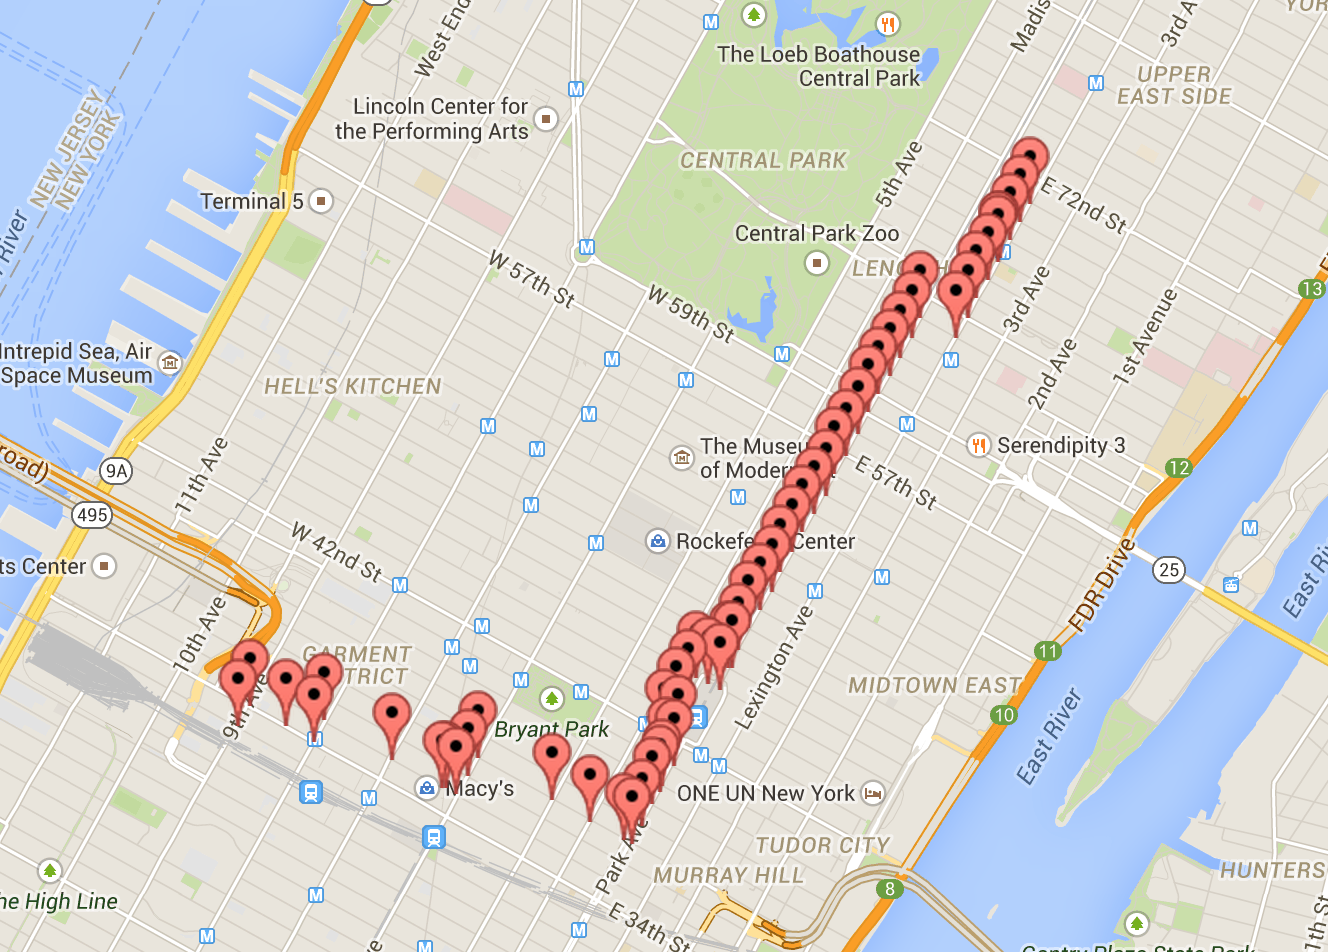 West End
Madis
3rd A
YOR
The Loeb Boathouse
Central Park
UPPER
EAST SIDE
Lincoln Center for
the Performing Arts
NEW JERSEY
NEW YORK
CENTRAL PARK
5th Ave
E 72nd St
Terminal 5
River
Central Park Zoo
LENO
H
W 57th St
W 59th St
3rd Ave
1st Avenue
13
Intrepid Sea, Air
Space Museum
HELL'S KITCHEN
2nd Ave
The Museu
of Moder
Serendipity 3
11th Ave
9A
road)
E 57th St
12
495
W 42nd St
Rockefe
Center
ts Center
25
FDR Drive
East River
10th Ave
GARMENT
TRICT
Lexington Ave
11
MIDTOWN EAST
9th Ave
Bryant Park
10
East River
Macy's
ONE UN New York
Park Ave
TUDOR CITY
MURRAY HILL
8
HUNTERS
he High Line
E 34th St
Gantry Plaza State Park
11th St